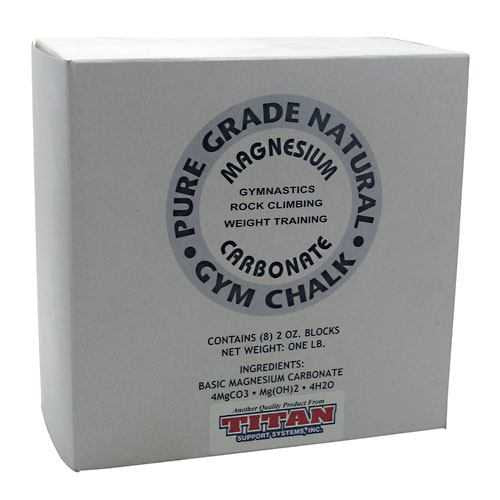 PURE GRADE NATURAL
MAGNESIUM
GYMNASTICS
ROCK CLIMBING
WEIGHT TRAINING
CARBONATE
• GYM CHALK •
CONTAINS (8) 2 OZ. BLOCKS
NET WEIGHT: ONE LB.
INGREDIENTS:
BASIC MAGNESIUM CARBONATE
4MgCO3 • Mg(OH)2 • 4H2O
Another Quality Product From
TITAN
SUPPORT SYSTEMS, INC.